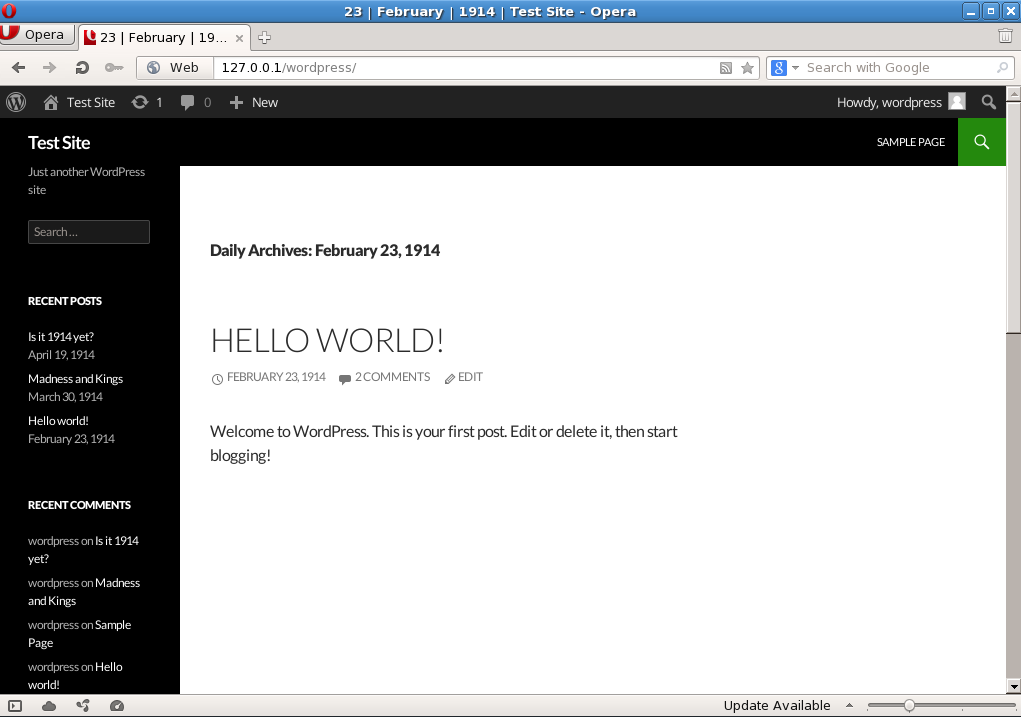 23 | February | 1914 | Test Site - Opera
Opera
23 | February | 19...
Web
127.0.0.1/wordpress/
Search with Google
Test Site
1
0
New
Howdy, wordpress
Test Site
SAMPLE PAGE
Just another WordPress
site
Search ...
RECENT POSTS
Is it 1914 yet?
April 19, 1914
Madness and Kings
March 30, 1914
Hello world!
February 23, 1914
RECENT COMMENTS
wordpress on Is it 1914
yet?
wordpress on Madness
and Kings
wordpress on Sample
Page
wordpress on Hello
world!
Daily Archives: February 23, 1914
HELLO WORLD!
FEBRUARY 23, 1914
2 COMMENTS
EDIT
Welcome to WordPress. This is your first post. Edit or delete it, then start
blogging!
Update Available